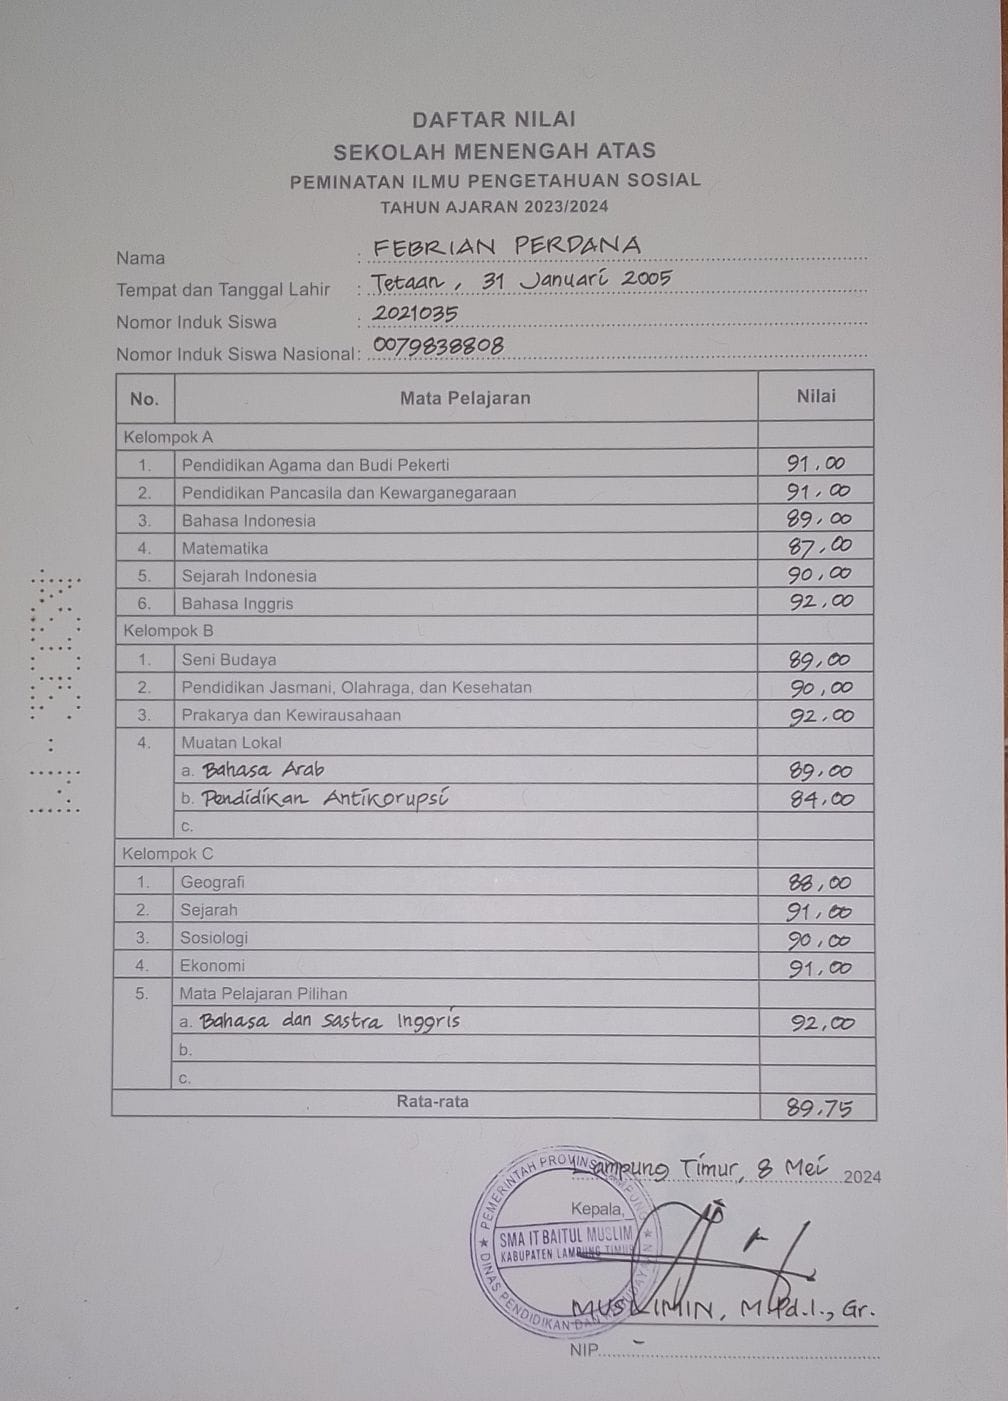 DAFTAR NILAI
SEKOLAH MENENGAH ATAS
PEMINATAN ILMU PENGETAHUAN SOSIAL
TAHUN AJARAN 2023/2024
Nama : FEBRIAN PERDANA
Tempat dan Tanggal Lahir : Tetaan, 31 Januari 2005
Nomor Induk Siswa : 2021035
Nomor Induk Siswa Nasional : 0079838808
No. Mata Pelajaran Nilai
Kelompok A
1. Pendidikan Agama dan Budi Pekerti 91,00
2. Pendidikan Pancasila dan Kewarganegaraan 91,00
3. Bahasa Indonesia 89,00
4. Matematika 87,00
5. Sejarah Indonesia 90,00
6. Bahasa Inggris 92,00
Kelompok B
1. Seni Budaya 89,00
2. Pendidikan Jasmani, Olahraga, dan Kesehatan 90,00
3. Prakarya dan Kewirausahaan 92,00
4. Muatan Lokal
a. Bahasa Arab 89,00
b. Pendidikan Antikorupsi 84,00
c.
Kelompok C
1. Geografi 88,00
2. Sejarah 91,00
3. Sosiologi 90,00
4. Ekonomi 91,00
5. Mata Pelajaran Pilihan
a. Bahasa dan Sastra Inggris 92,00
b.
c.
Rata-rata 89,75
Lampung Timur, 8 Mei 2024
Kepala,
PEMERINTAH PROVINSI LAMPUNG
SMA IT BAITUL MUSLIM
KABUPATEN LAMPUNG TIMUR
DINAS PENDIDIKAN DAN KEBUDAYAAN
MUSLIMIN, M.Pd.I., Gr.
NIP. -